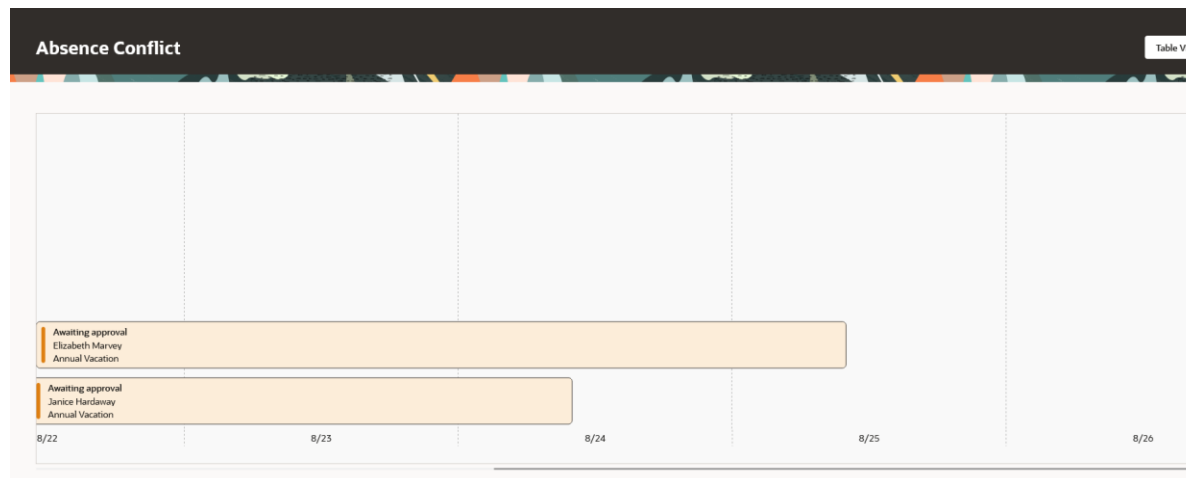 Absence Conflict
Table V
Awaiting approval
Elizabeth Marvey
Annual Vacation
Awaiting approval
Janice Hardaway
Annual Vacation
8/22 8/23 8/24 8/25 8/26